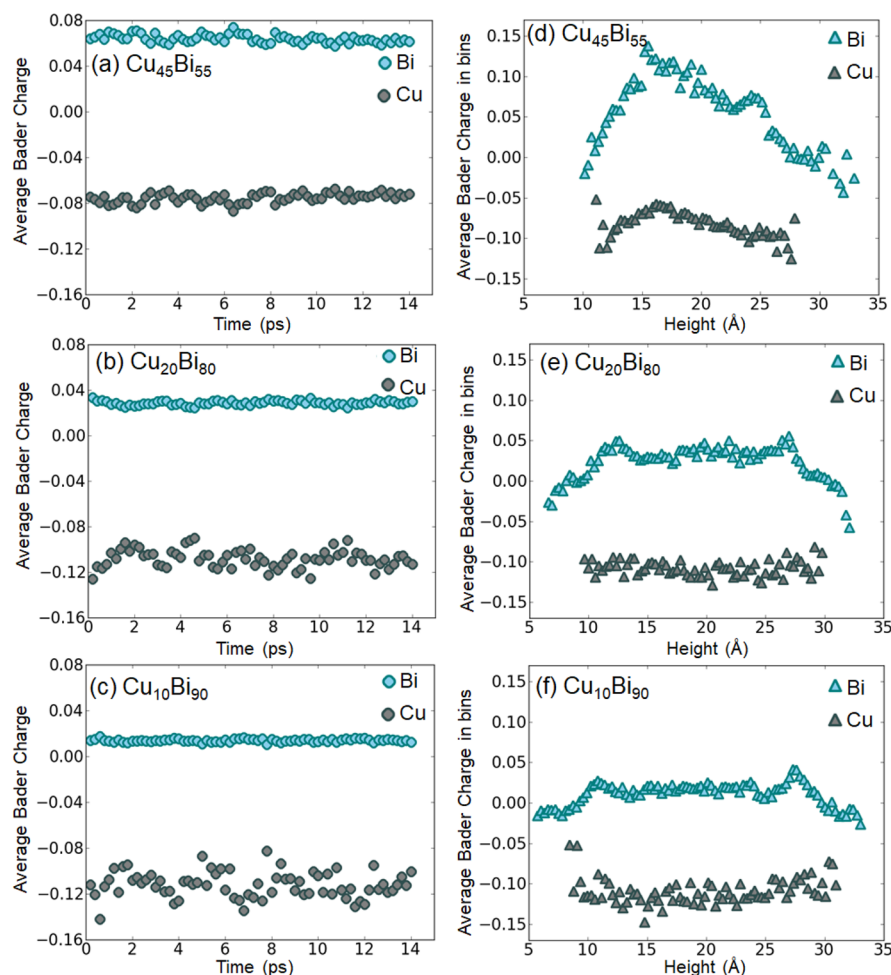 0.08
0.04
0.00
−0.04
−0.08
−0.12
−0.16
Average Bader Charge
(a) Cu45Bi55
Bi
Cu
0 2 4 6 8 10 12 14
Time (ps)
0.15
0.10
0.05
0.00
−0.05
−0.10
−0.15
Average Bader Charge in bins
(d) Cu45Bi55
Bi
Cu
5 10 15 20 25 30 35
Height (Å)
0.08
0.04
0.00
−0.04
−0.08
−0.12
−0.16
Average Bader Charge
(b) Cu20Bi80
Bi
Cu
0 2 4 6 8 10 12 14
Time (ps)
0.15
0.10
0.05
0.00
−0.05
−0.10
−0.15
Average Bader Charge in bins
(e) Cu20Bi80
Bi
Cu
5 10 15 20 25 30 35
Height (Å)
0.08
0.04
0.00
−0.04
−0.08
−0.12
−0.16
Average Bader Charge
(c) Cu10Bi90
Bi
Cu
0 2 4 6 8 10 12 14
Time (ps)
0.15
0.10
0.05
0.00
−0.05
−0.10
−0.15
Average Bader Charge in bins
(f) Cu10Bi90
Bi
Cu
5 10 15 20 25 30 35
Height (Å)